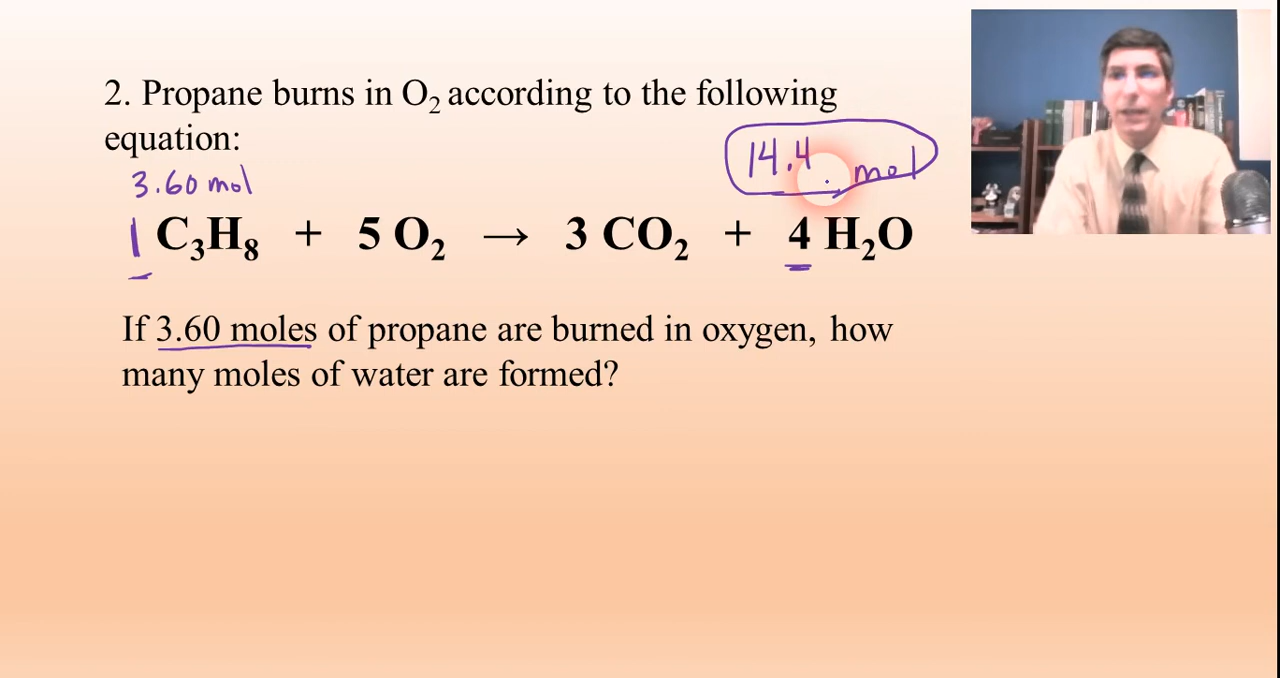 2. Propane burns in O₂ according to the following
equation:
14.4 mol
3.60 mol
1 C₃H₈ + 5 O₂ → 3 CO₂ + 4 H₂O
If 3.60 moles of propane are burned in oxygen, how
many moles of water are formed?